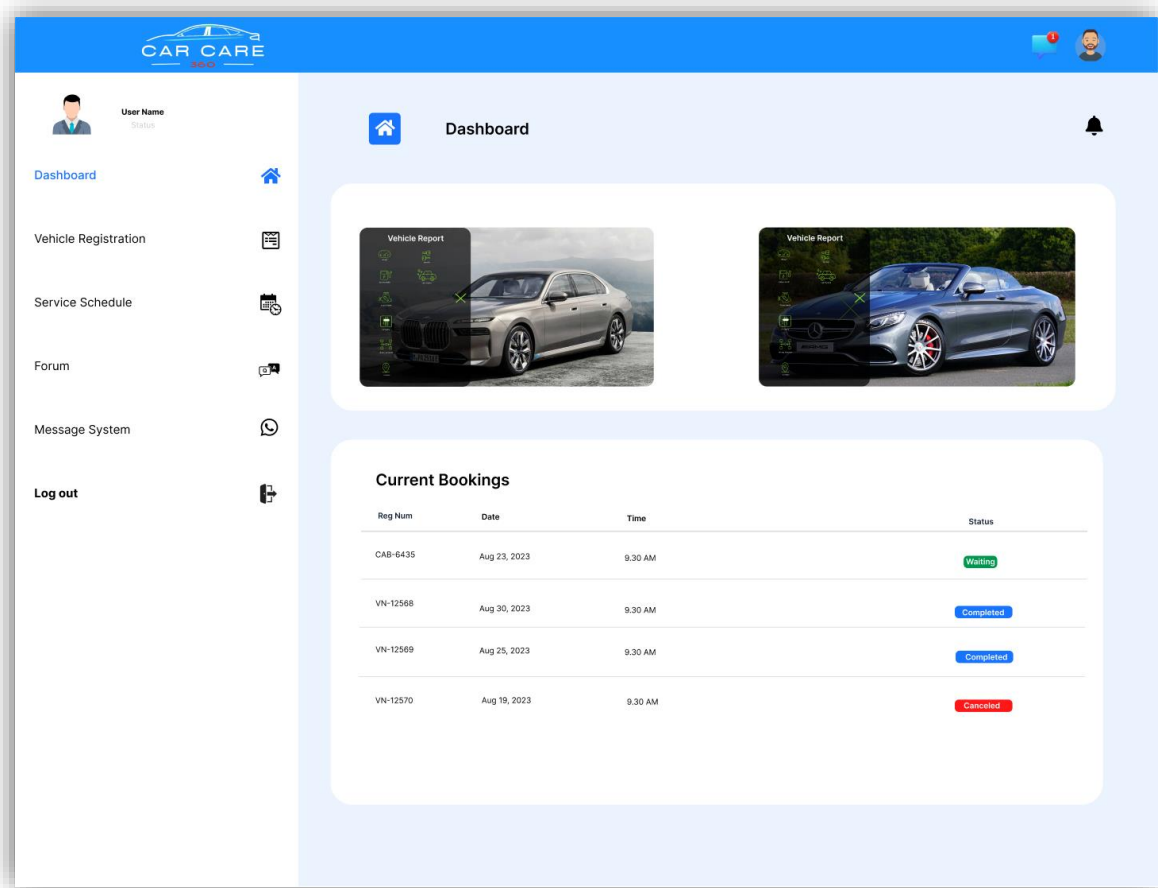 CAR CARE
360
1
User Name
Status
Dashboard
Vehicle Registration
Service Schedule
Forum
Message System
Log out
Dashboard
Vehicle Report
Vehicle Report
Current Bookings
Reg Num Date Time Status
CAB-6435 Aug 23, 2023 9.30 AM Waiting
VN-12568 Aug 30, 2023 9.30 AM Completed
VN-12569 Aug 25, 2023 9.30 AM Completed
VN-12570 Aug 19, 2023 9.30 AM Canceled